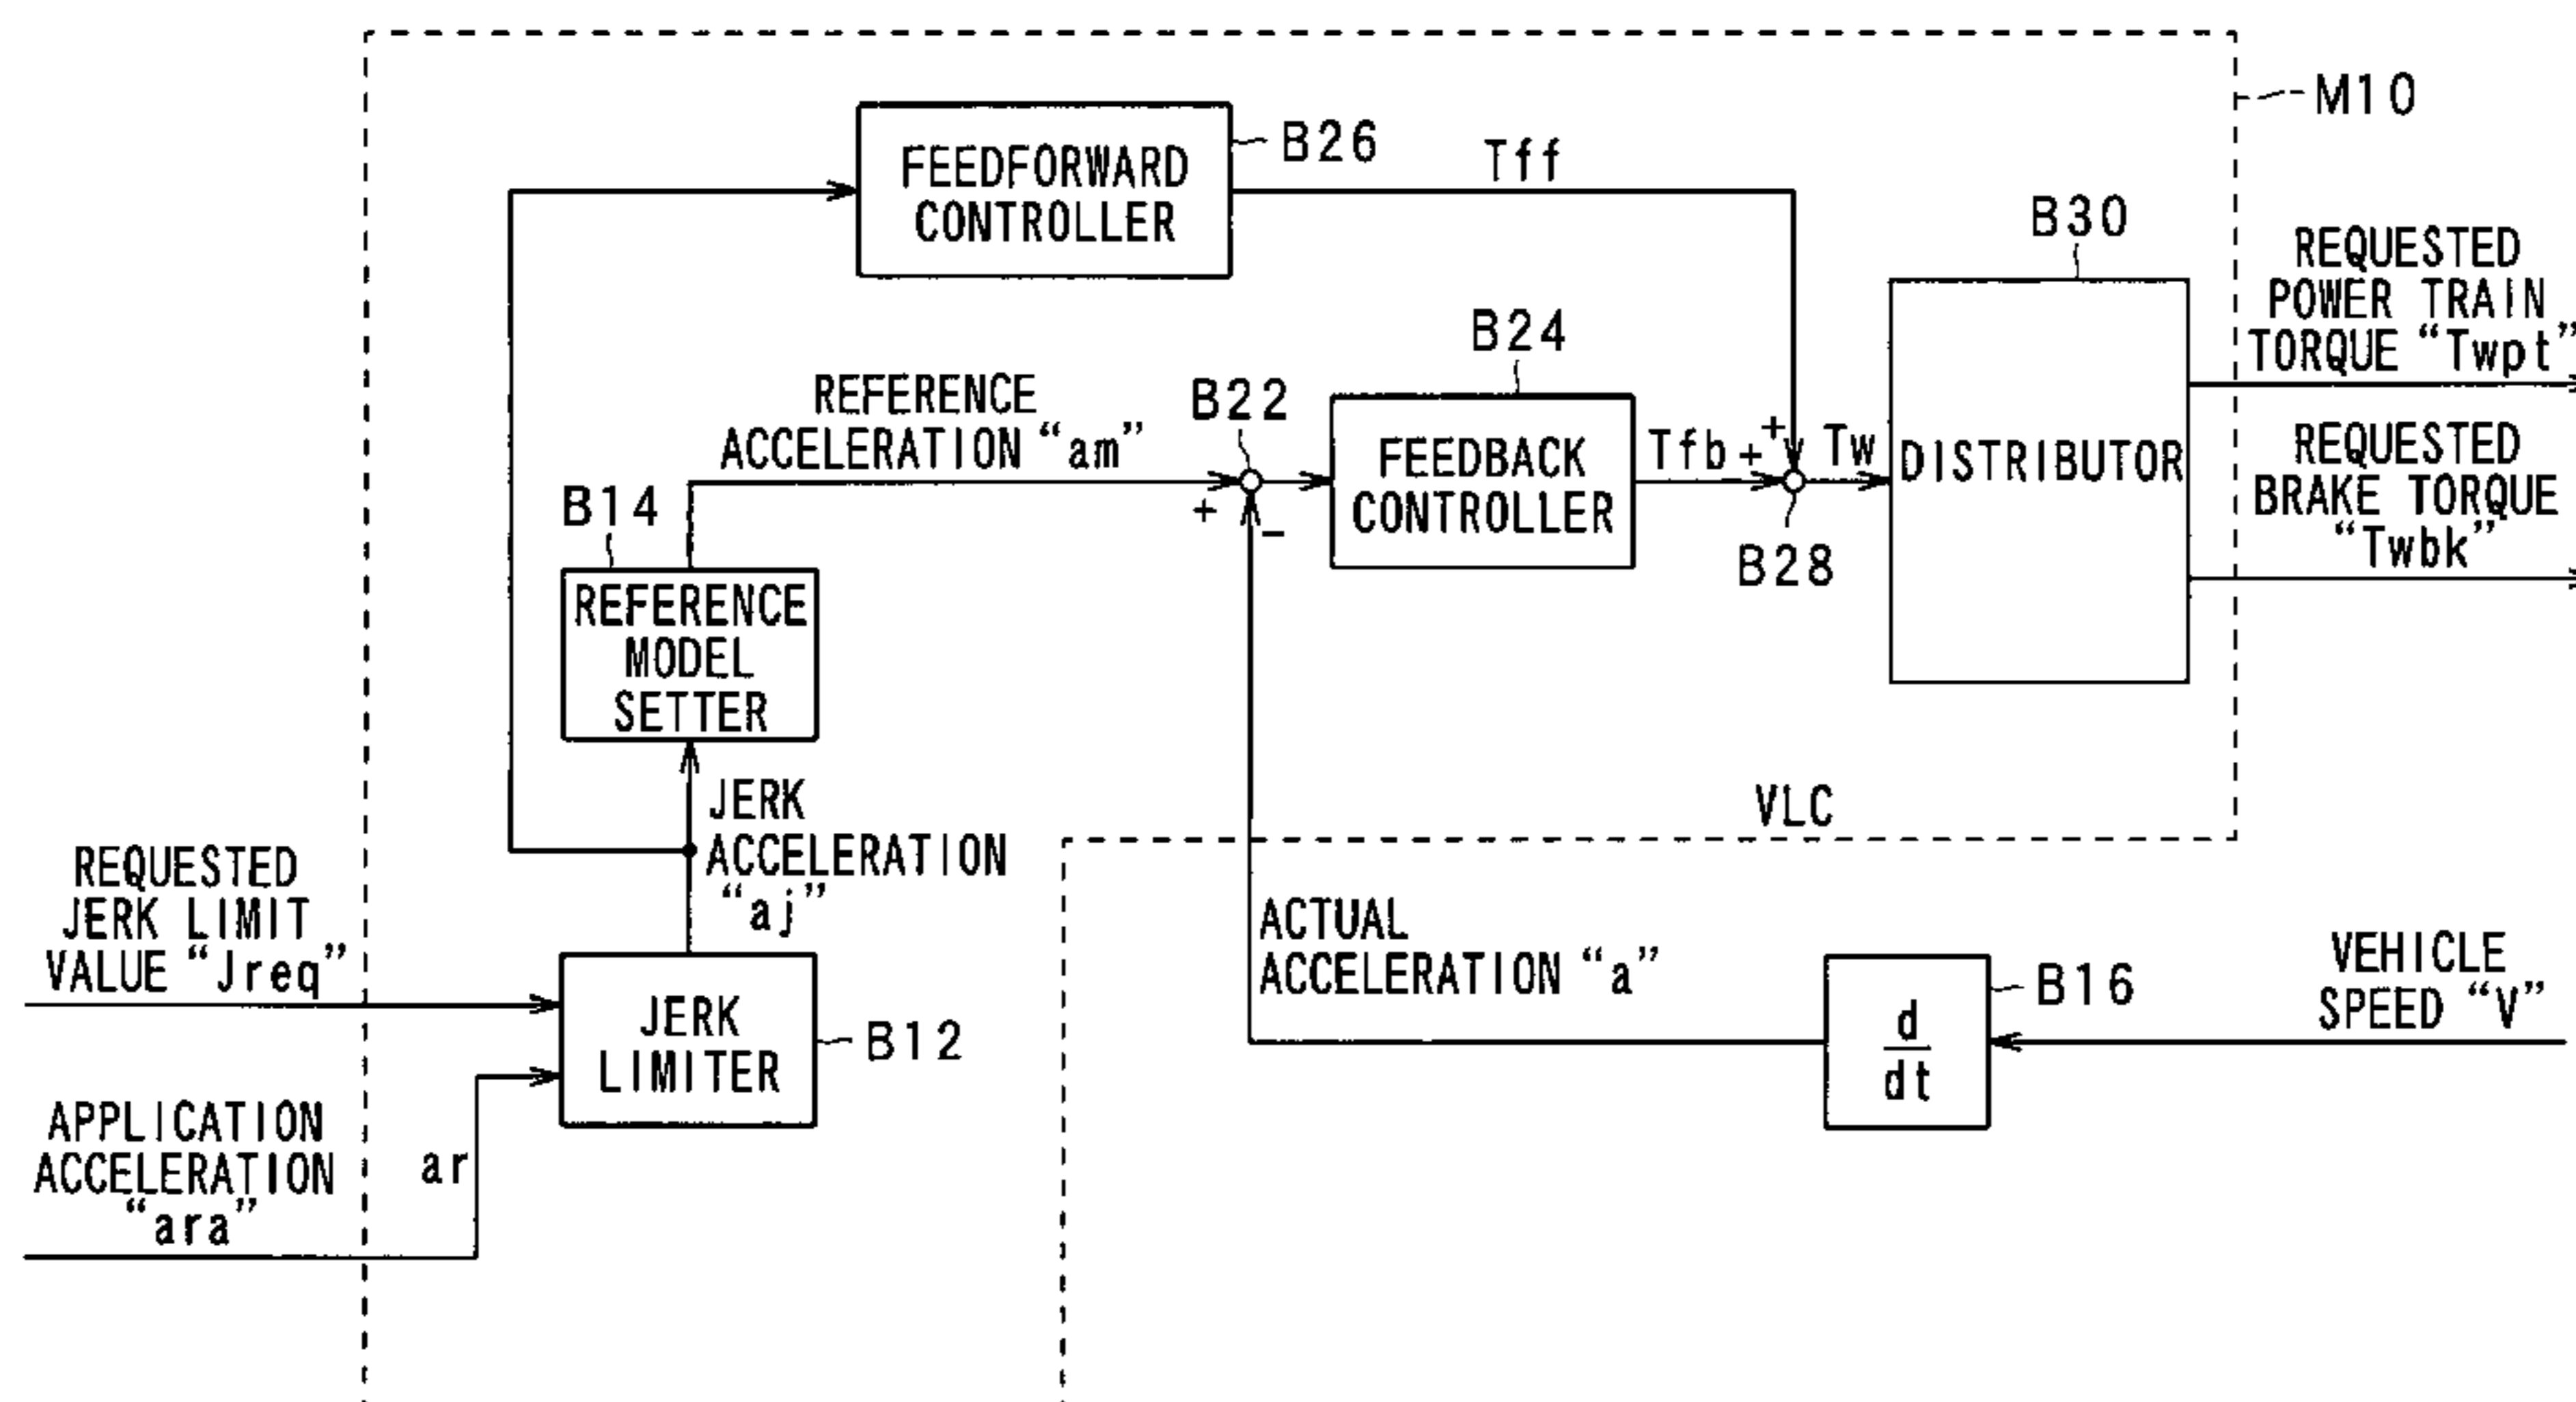 M10
FEEDFORWARD
CONTROLLER
B26
Tff
B30
REQUESTED
POWER TRAIN
TORQUE “Twpt”
B24
REFERENCE
ACCELERATION “am”
B22
FEEDBACK
CONTROLLER
Tfb
+
+
Tw
DISTRIBUTOR
REQUESTED
BRAKE TORQUE
“Twbk”
+
-
B28
B14
REFERENCE
MODEL
SETTER
JERK
ACCELERATION
“aj”
VLC
REQUESTED
JERK LIMIT
VALUE “Jreq”
JERK
LIMITER
B12
ACTUAL
ACCELERATION “a”
d
dt
B16
VEHICLE
SPEED “V”
APPLICATION
ACCELERATION
“ara”
ar